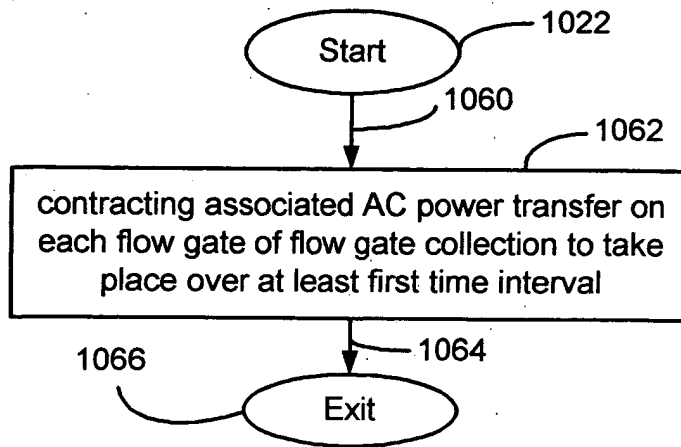 Start
1022
1060
1062
contracting associated AC power transfer on
each flow gate of flow gate collection to take
place over at least first time interval
1064
1066
Exit